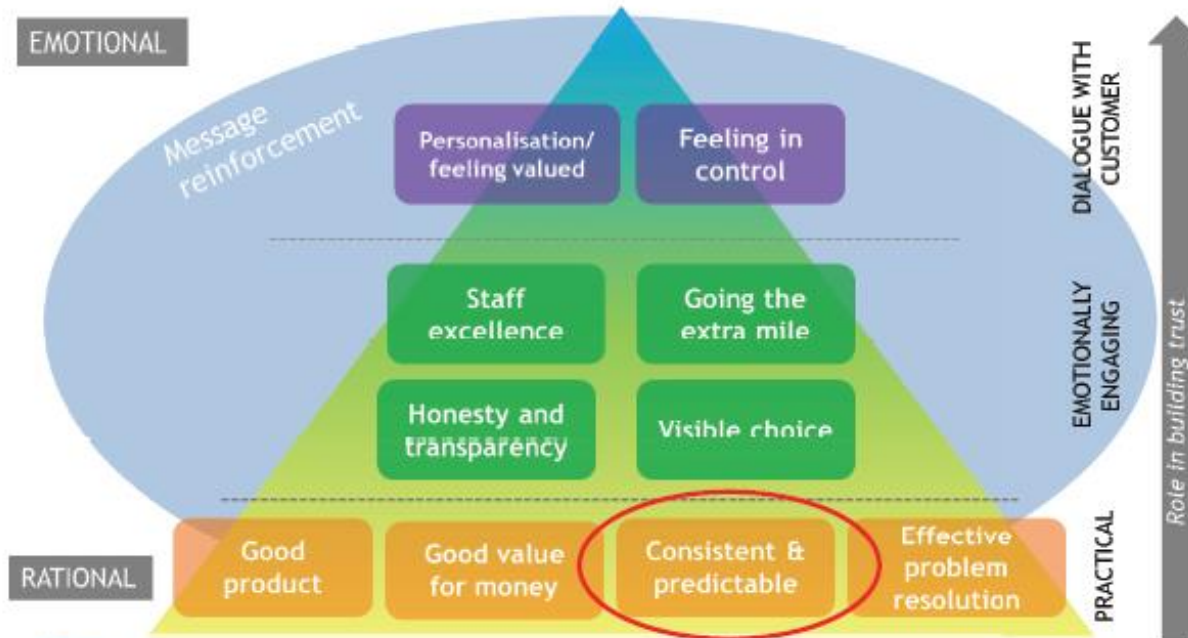 EMOTIONAL
Message
reinforcement
Personalisation/
feeling valued
Feeling in
control
DIALOGUE WITH
CUSTOMER
Staff
excellence
Going the
extra mile
Honesty and
transparency
Visible choice
EMOTIONALLY
ENGAGING
Role in building trust
RATIONAL
Good
product
Good value
for money
Consistent &
predictable
Effective
problem
resolution
PRACTICAL